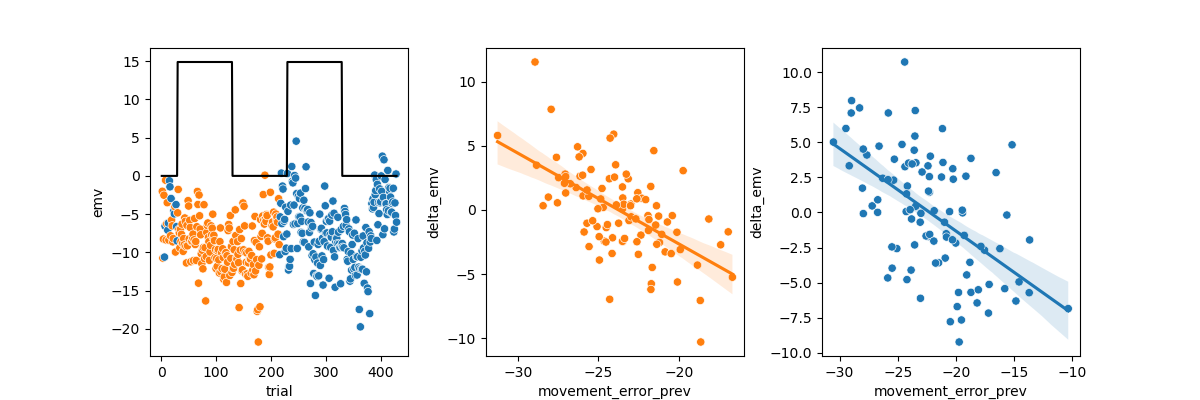 15
10
5
0
−5
−10
−15
−20
emv
0 100 200 300 400
trial
10
5
0
−5
−10
delta_emv
−30 −25 −20
movement_error_prev
10.0
7.5
5.0
2.5
0.0
−2.5
−5.0
−7.5
−10.0
delta_emv
−30 −25 −20 −15 −10
movement_error_prev